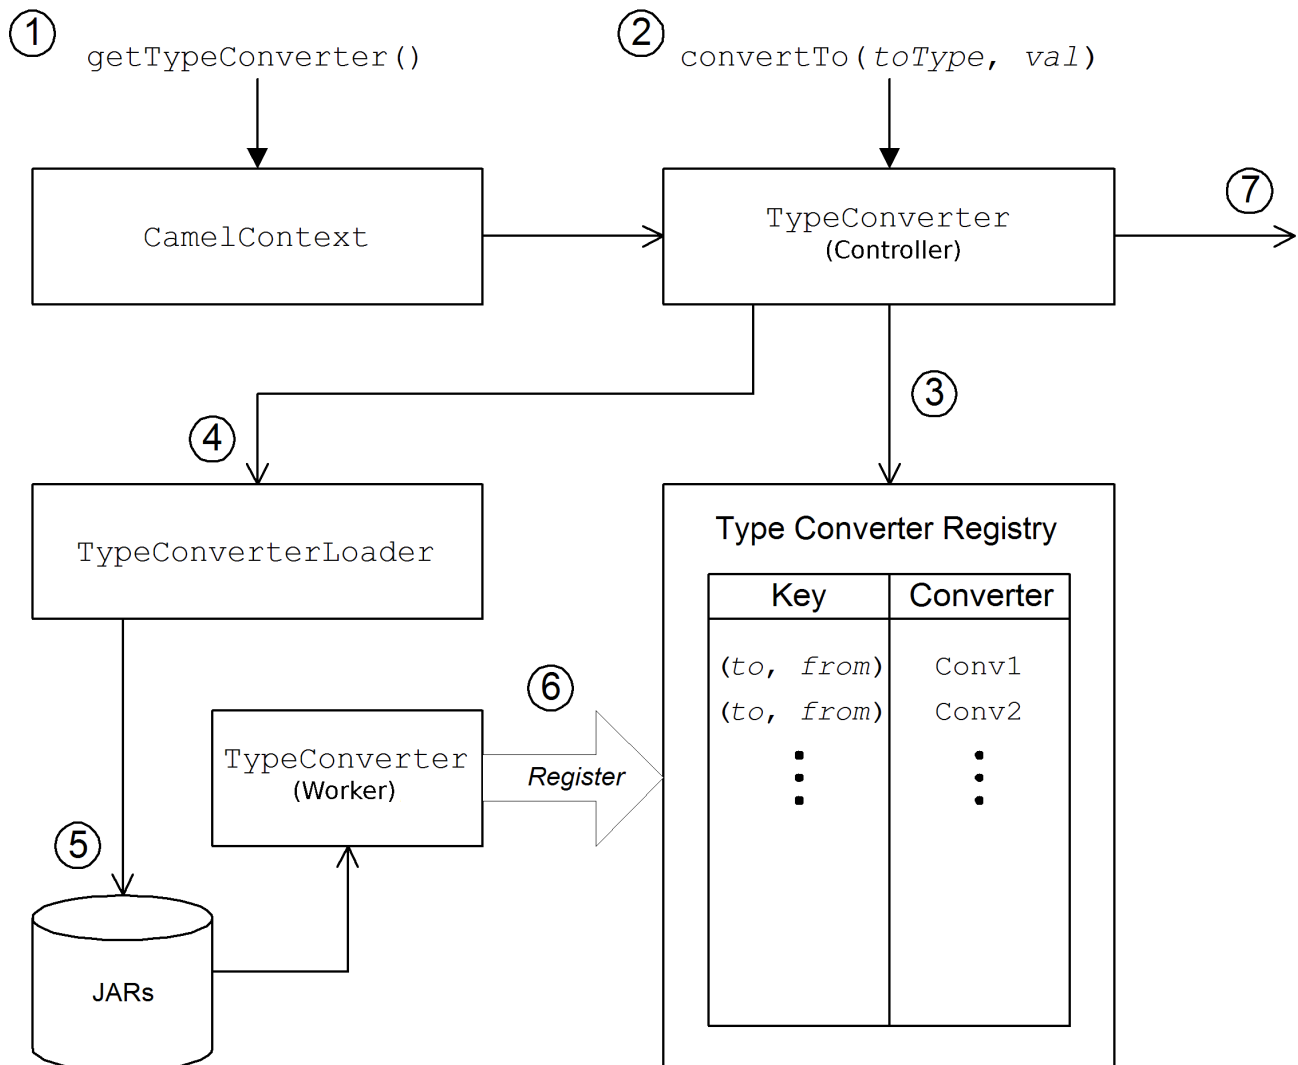 1
getTypeConverter()
2
convertTo(toType, val)
CamelContext
TypeConverter
(Controller)
7
3
4
TypeConverterLoader
Type Converter Registry
Key Converter
(to, from) Conv1
(to, from) Conv2
6
TypeConverter
(Worker)
Register
5
JARs